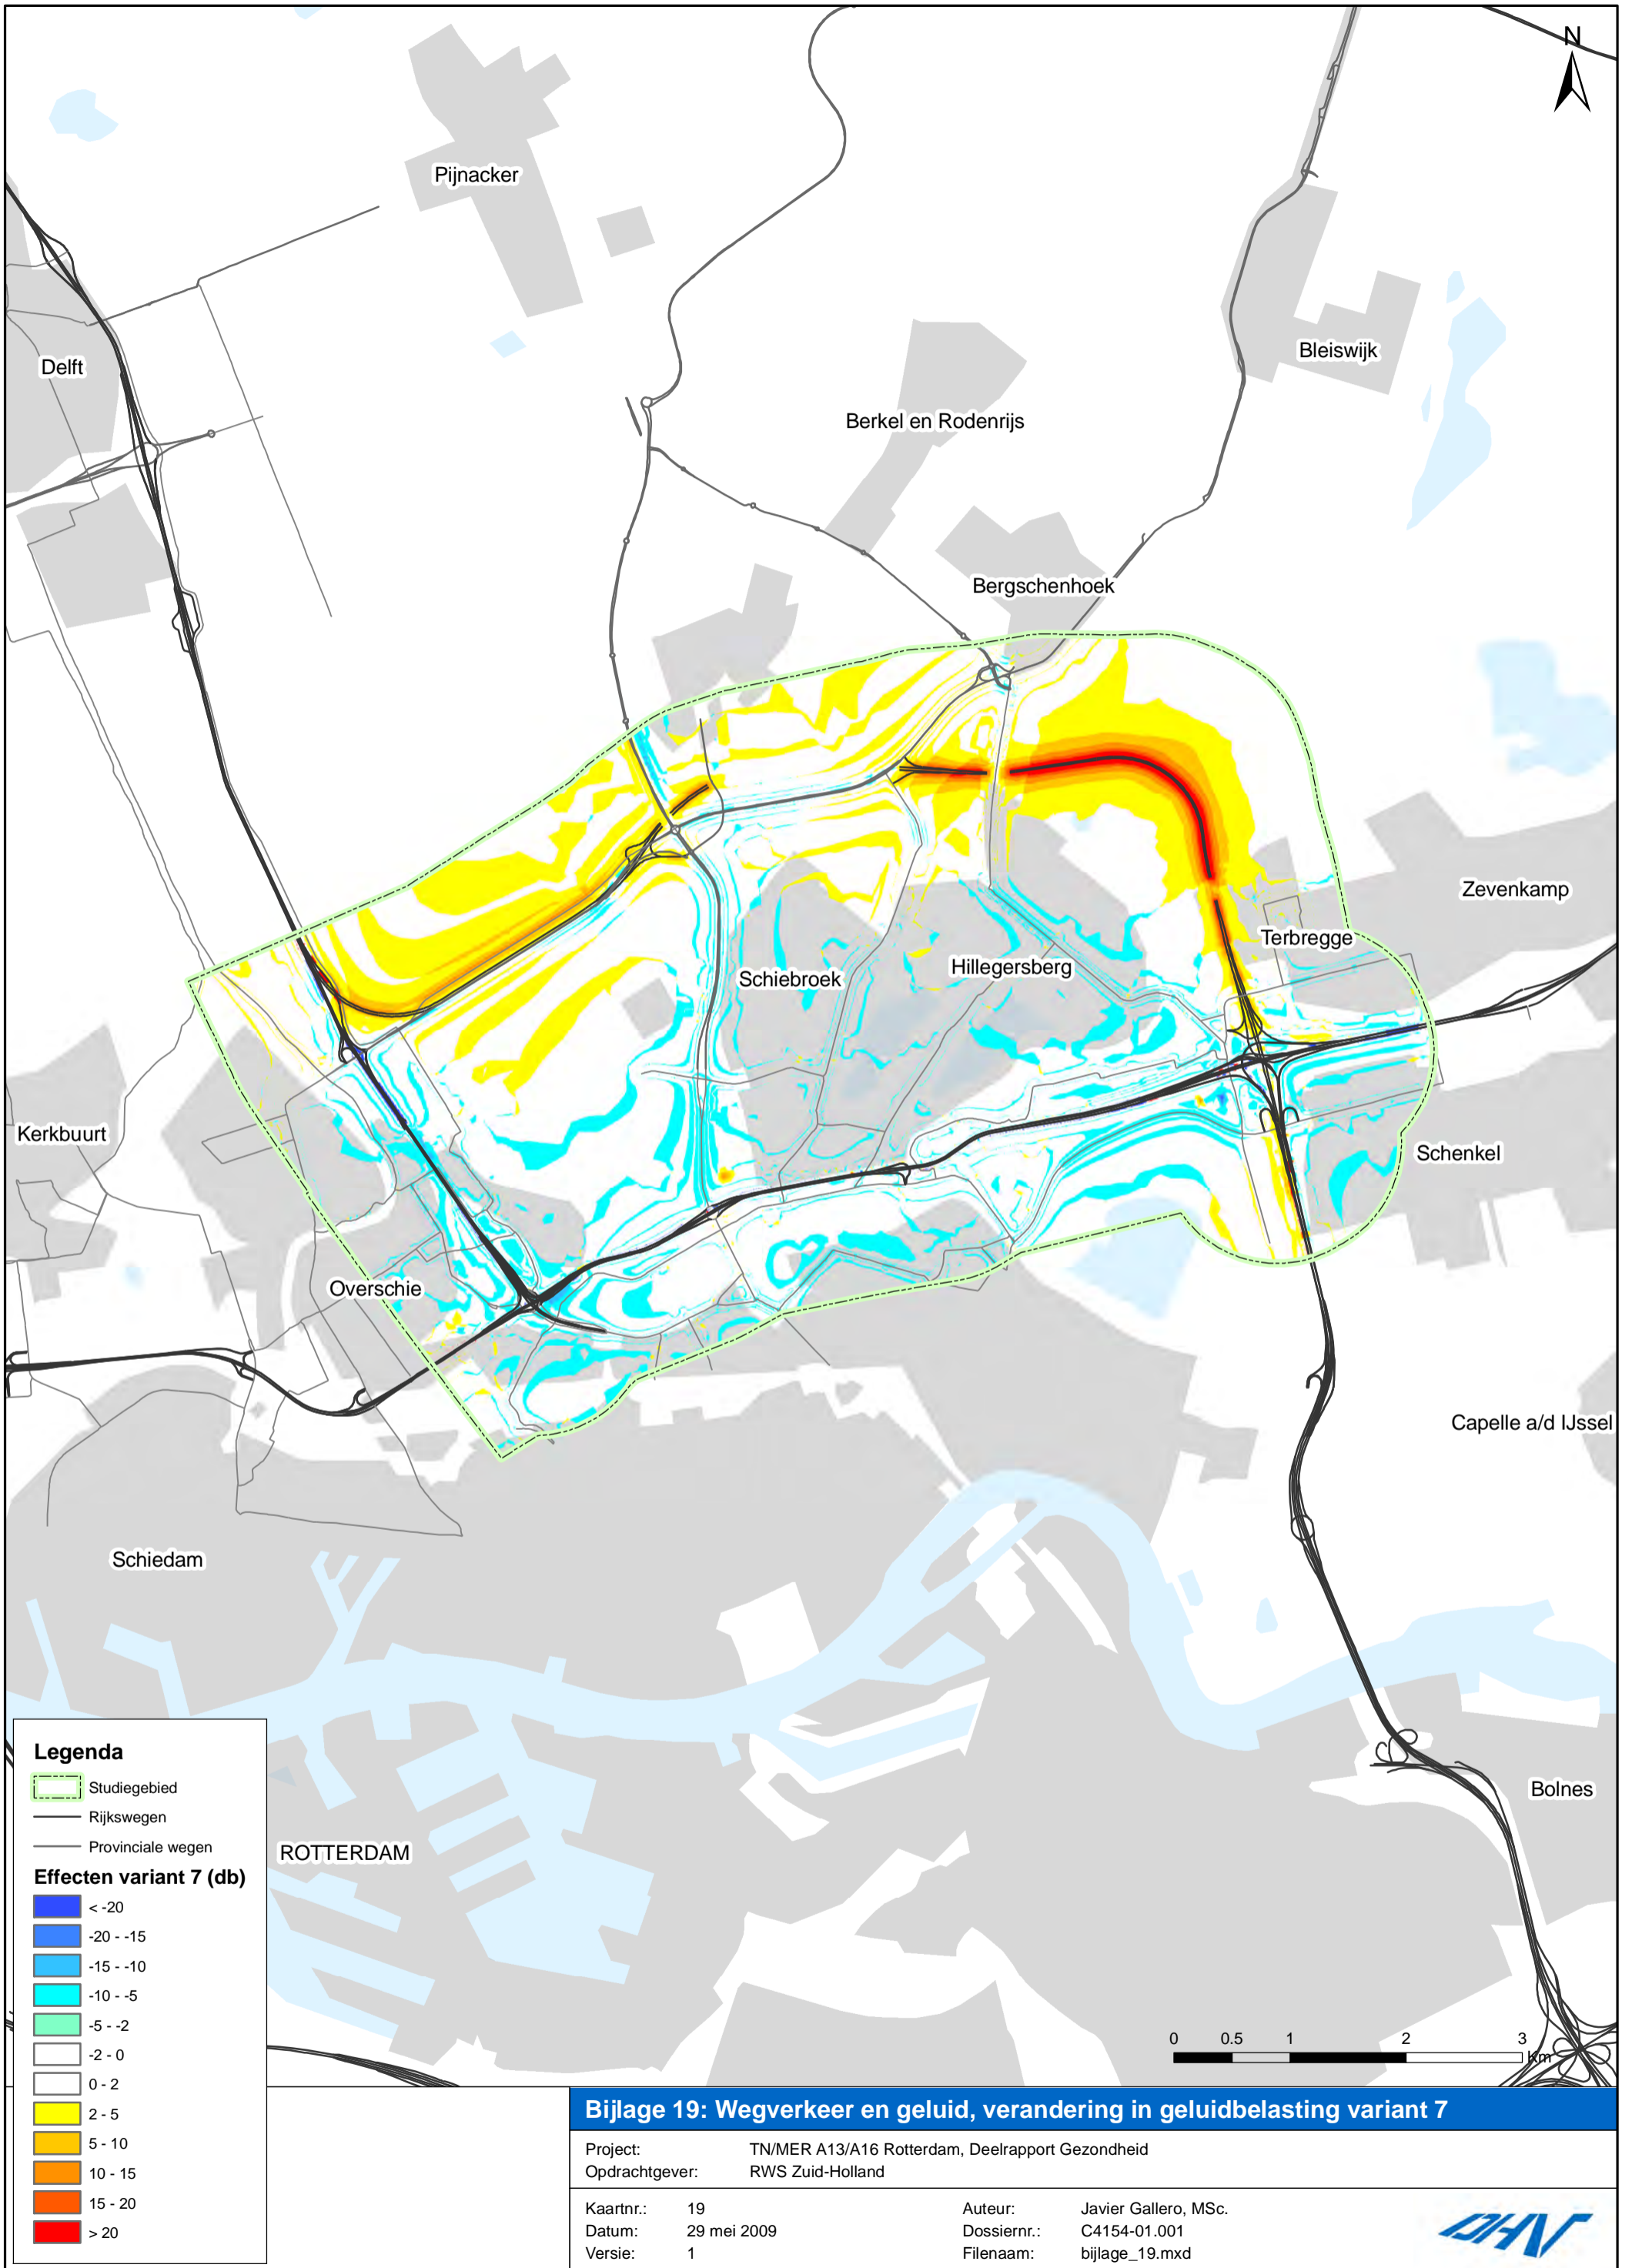 N
Pijnacker
Delft
Bleiswijk
Berkel en Rodenrijs
Bergschenhoek
Zevenkamp
Terbregge
Hillegersberg
Schiebroek
Kerkbuurt
Schenkel
Overschie
Capelle a/d IJssel
Schiedam
Bolnes
ROTTERDAM
Legenda
Studiegebied
Rijkswegen
Provinciale wegen
Effecten variant 7 (db)
< -20
-20 - -15
-15 - -10
-10 - -5
-5 - -2
-2 - 0
0 - 2
2 - 5
5 - 10
10 - 15
15 - 20
> 20
0 0.5 1 2 3
Km
Bijlage 19: Wegverkeer en geluid, verandering in geluidbelasting variant 7
Project: TN/MER A13/A16 Rotterdam, Deelrapport Gezondheid
Opdrachtgever: RWS Zuid-Holland
Kaartnr.: 19 Auteur: Javier Gallero, MSc.
Datum: 29 mei 2009 Dossiernr.: C4154-01.001
Versie: 1 Filenaam: bijlage_19.mxd
DHV